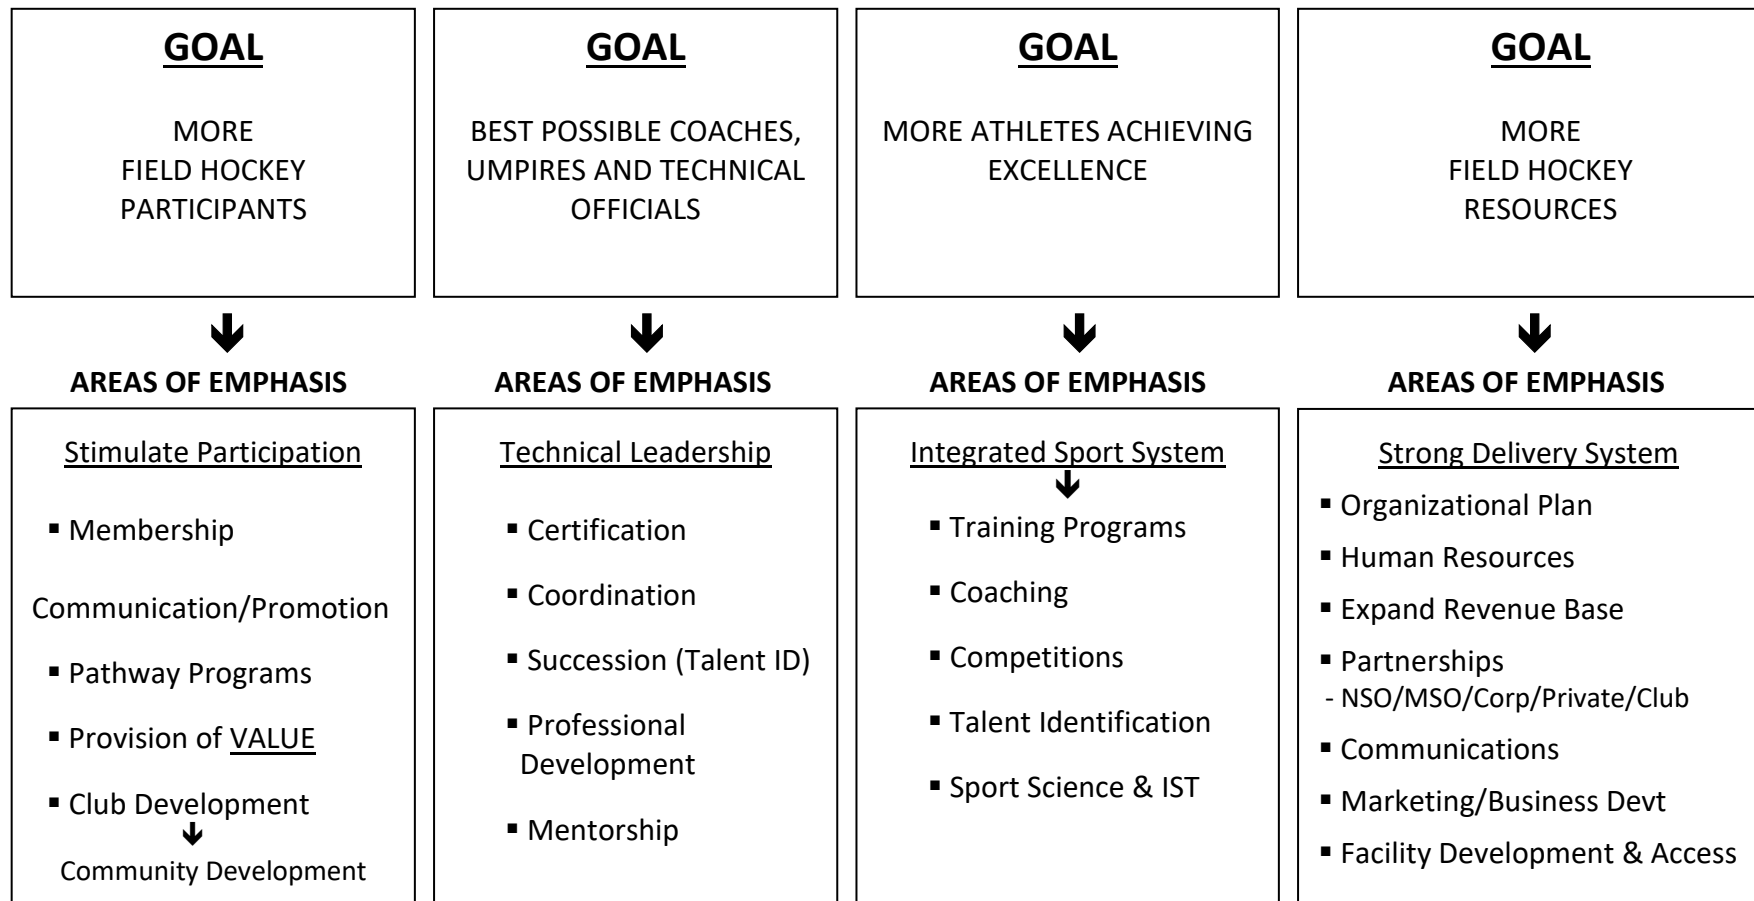 GOAL
MORE
FIELD HOCKEY
PARTICIPANTS
AREAS OF EMPHASIS
Stimulate Participation
▪ Membership
Communication/Promotion
▪ Pathway Programs
▪ Provision of VALUE
▪ Club Development
Community Development
GOAL
BEST POSSIBLE COACHES,
UMPIRES AND TECHNICAL
OFFICIALS
AREAS OF EMPHASIS
Technical Leadership
▪ Certification
▪ Coordination
▪ Succession (Talent ID)
▪ Professional
Development
▪ Mentorship
GOAL
MORE ATHLETES ACHIEVING
EXCELLENCE
AREAS OF EMPHASIS
Integrated Sport System
▪ Training Programs
▪ Coaching
▪ Competitions
▪ Talent Identification
▪ Sport Science & IST
GOAL
MORE
FIELD HOCKEY
RESOURCES
AREAS OF EMPHASIS
Strong Delivery System
▪ Organizational Plan
▪ Human Resources
▪ Expand Revenue Base
▪ Partnerships
- NSO/MSO/Corp/Private/Club
▪ Communications
▪ Marketing/Business Devt
▪ Facility Development & Access